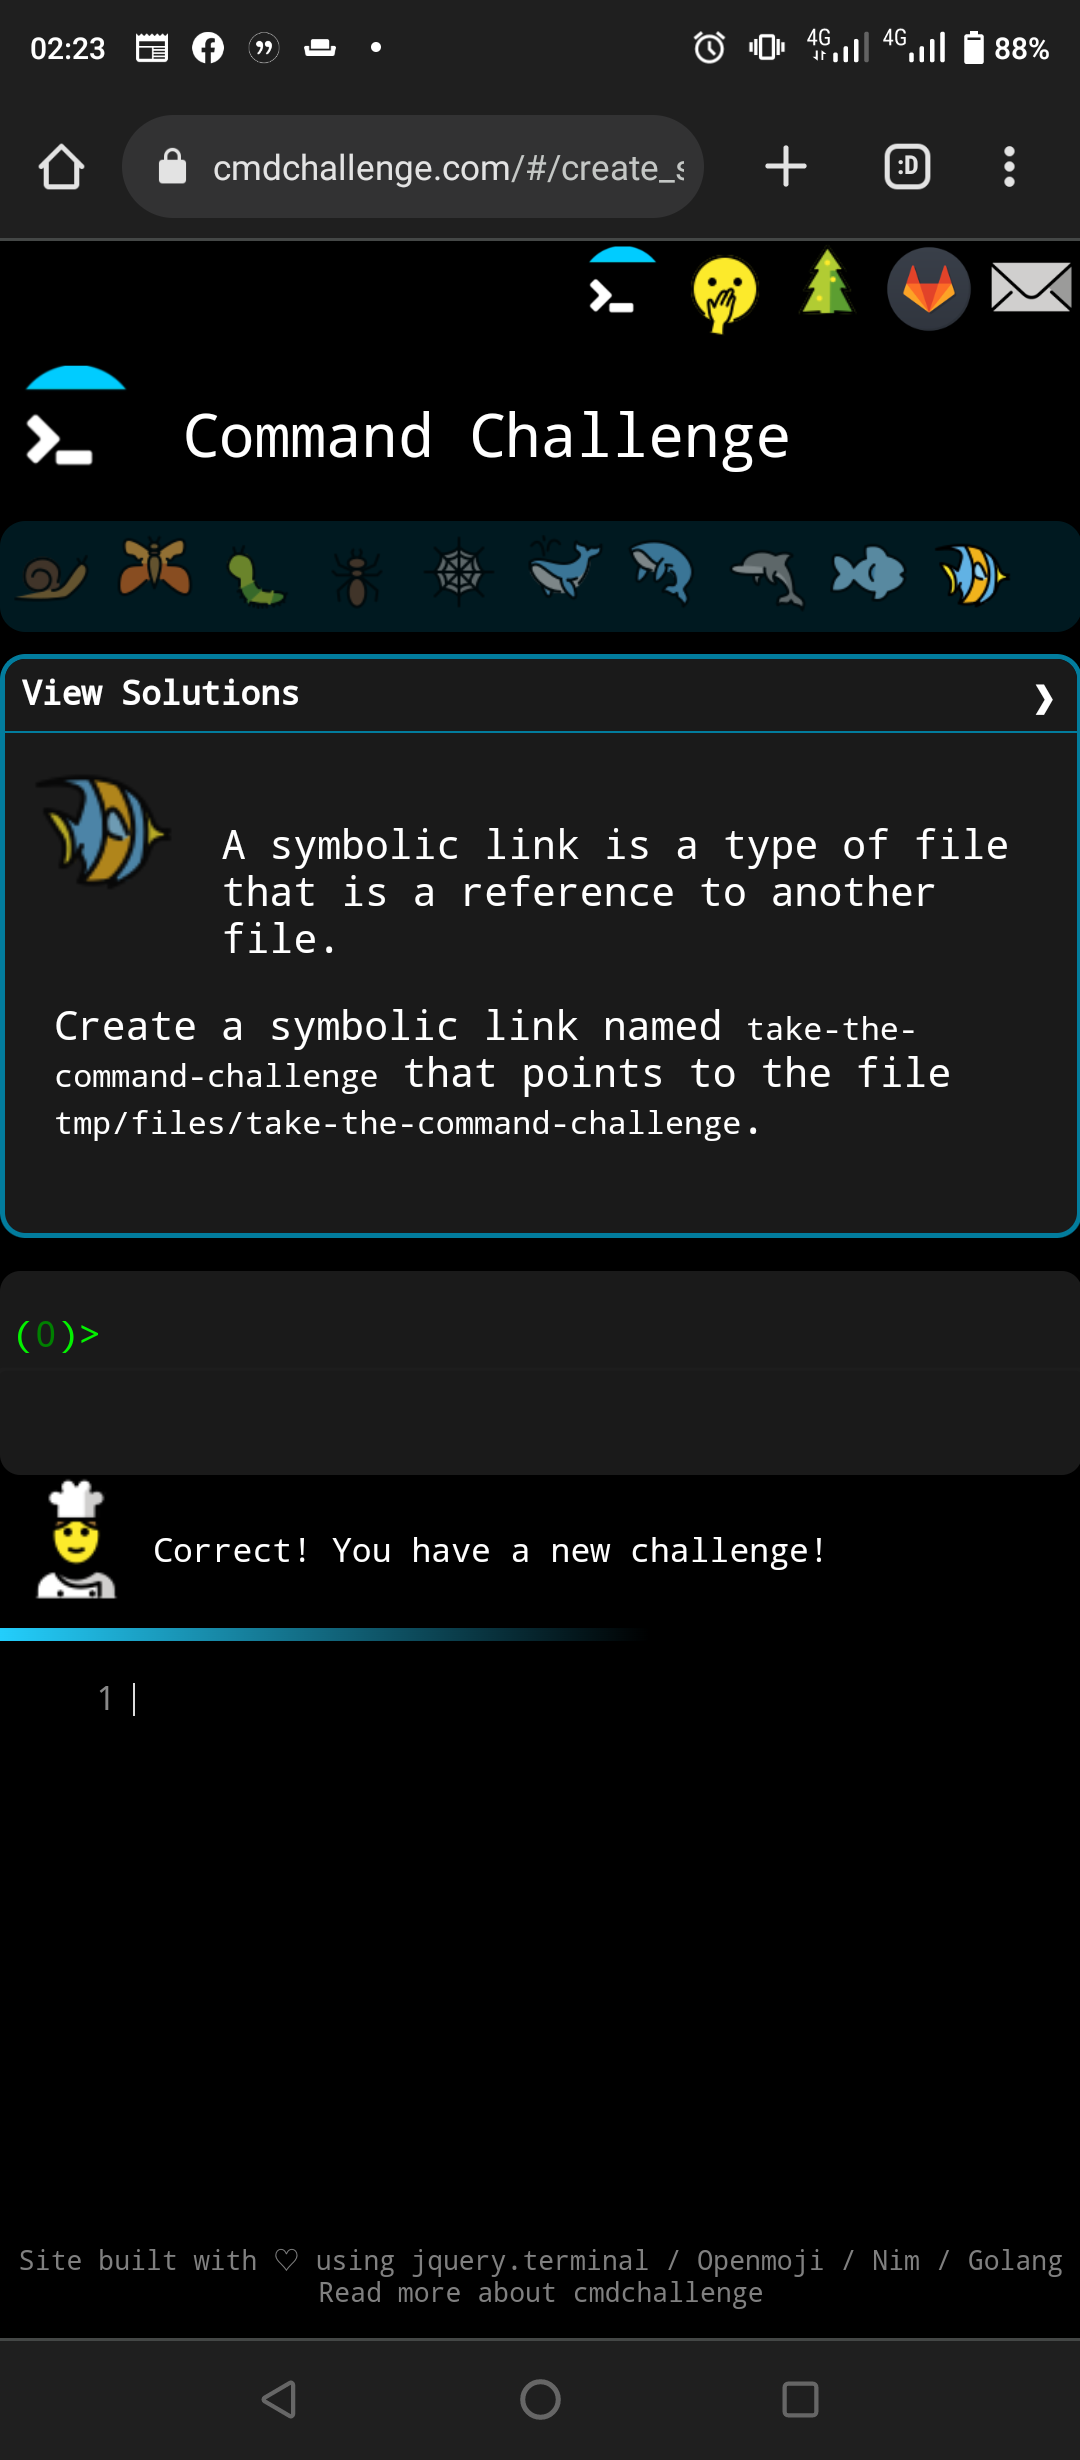 02:23
4G 4G 88%
cmdchallenge.com/#/create_s
:D
Command Challenge
View Solutions
A symbolic link is a type of file
that is a reference to another
file.
Create a symbolic link named take-the-
command-challenge that points to the file
tmp/files/take-the-command-challenge.
(0)>
Correct! You have a new challenge!
1
Site built with ♡ using jquery.terminal / Openmoji / Nim / Golang
Read more about cmdchallenge